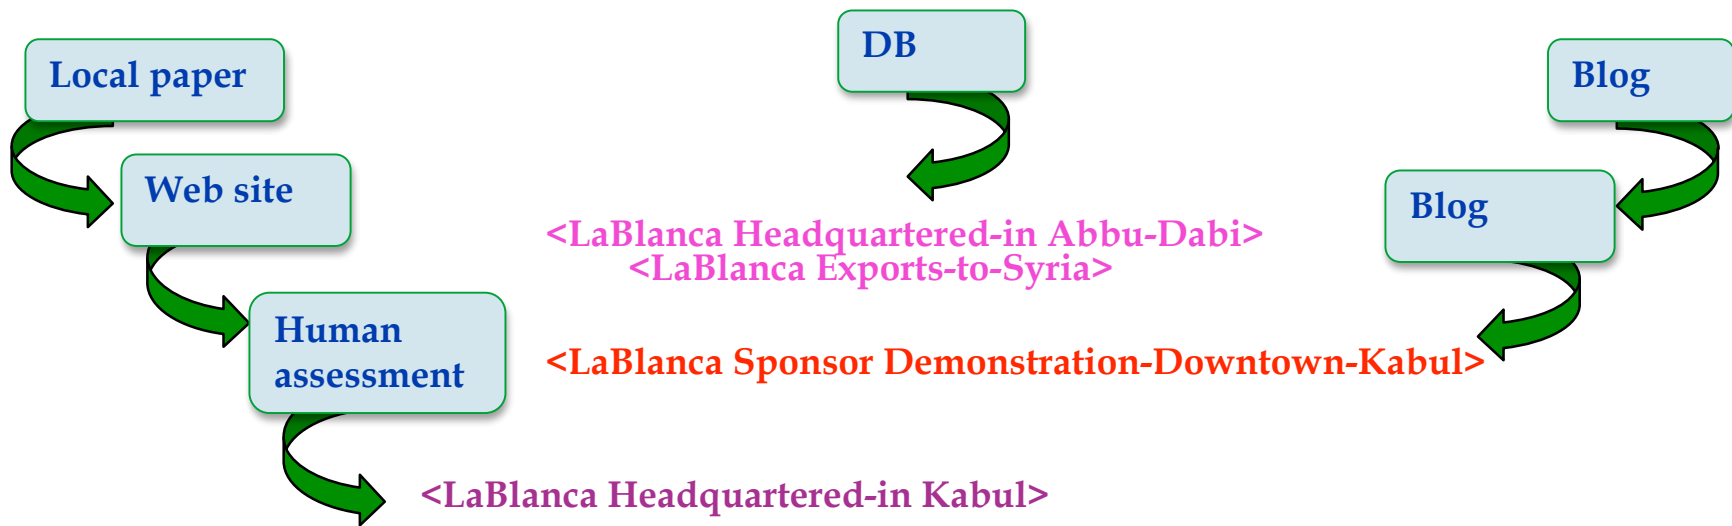 Local paper
DB
Blog
Web site
Blog
<LaBlanca Headquartered-in Abbu-Dabi>
<LaBlanca Exports-to-Syria>
Human
assessment
<LaBlanca Sponsor Demonstration-Downtown-Kabul>
<LaBlanca Headquartered-in Kabul>